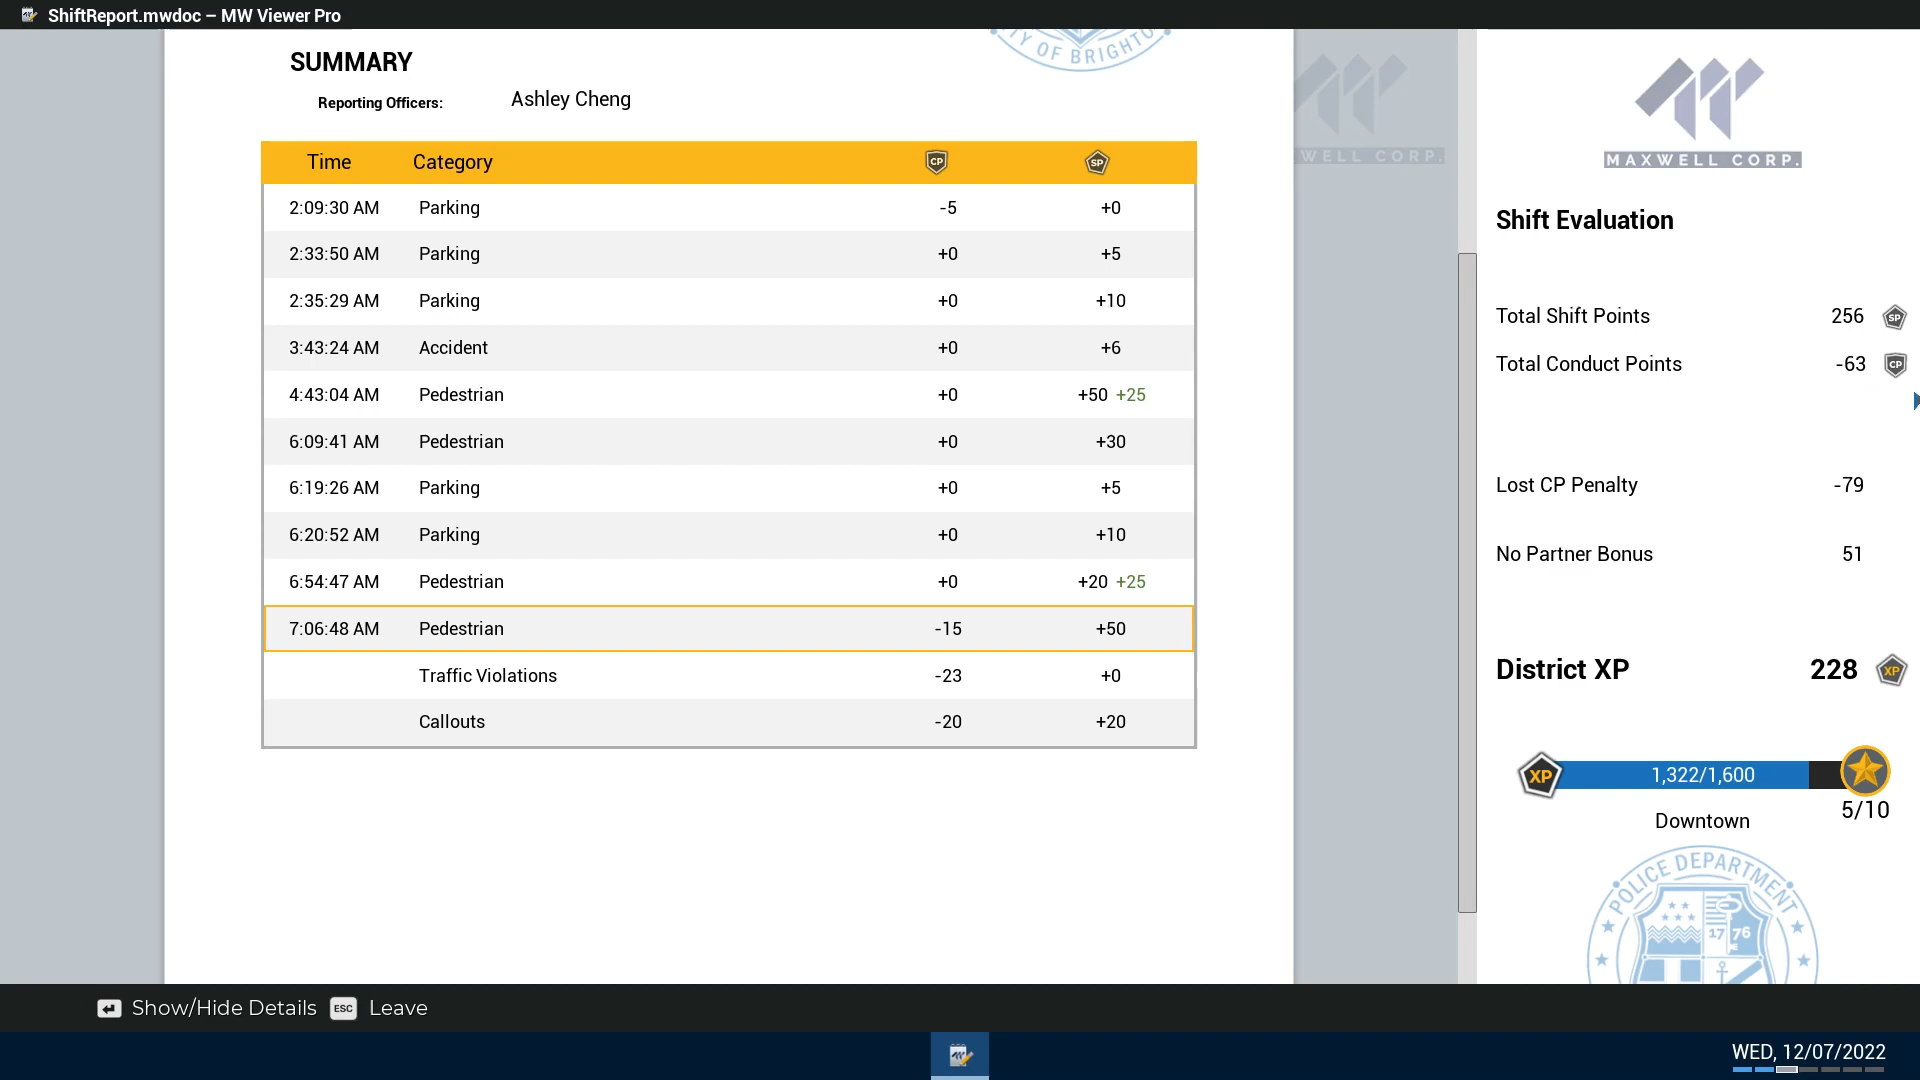 ShiftReport.mwdoc – MW Viewer Pro
SUMMARY
Reporting Officers: Ashley Cheng
Time Category CP SP
2:09:30 AM Parking -5 +0
2:33:50 AM Parking +0 +5
2:35:29 AM Parking +0 +10
3:43:24 AM Accident +0 +6
4:43:04 AM Pedestrian +0 +50 +25
6:09:41 AM Pedestrian +0 +30
6:19:26 AM Parking +0 +5
6:20:52 AM Parking +0 +10
6:54:47 AM Pedestrian +0 +20 +25
7:06:48 AM Pedestrian -15 +50
Traffic Violations -23 +0
Callouts -20 +20
TY OF BRIGHTO
WELL CORP.
MAXWELL CORP.
Shift Evaluation
Total Shift Points 256 SP
Total Conduct Points -63 CP
Lost CP Penalty -79
No Partner Bonus 51
District XP 228 XP
XP 1,322/1,600
5/10
Downtown
POLICE DEPARTMENT
17 76
Show/Hide Details ESC Leave
WED, 12/07/2022